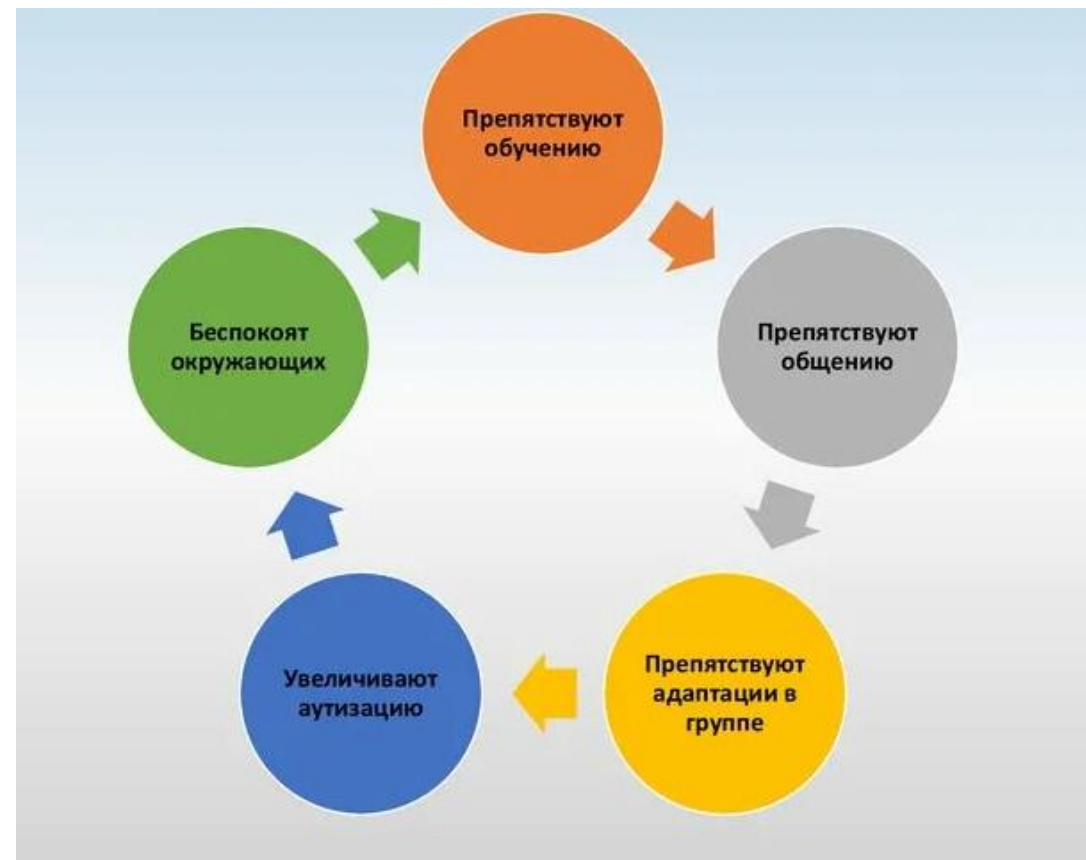 Препятствуют
обучению
Препятствуют
общению
Препятствуют
адаптации в
группе
Увеличивают
аутизацию
Беспокоят
окружающих